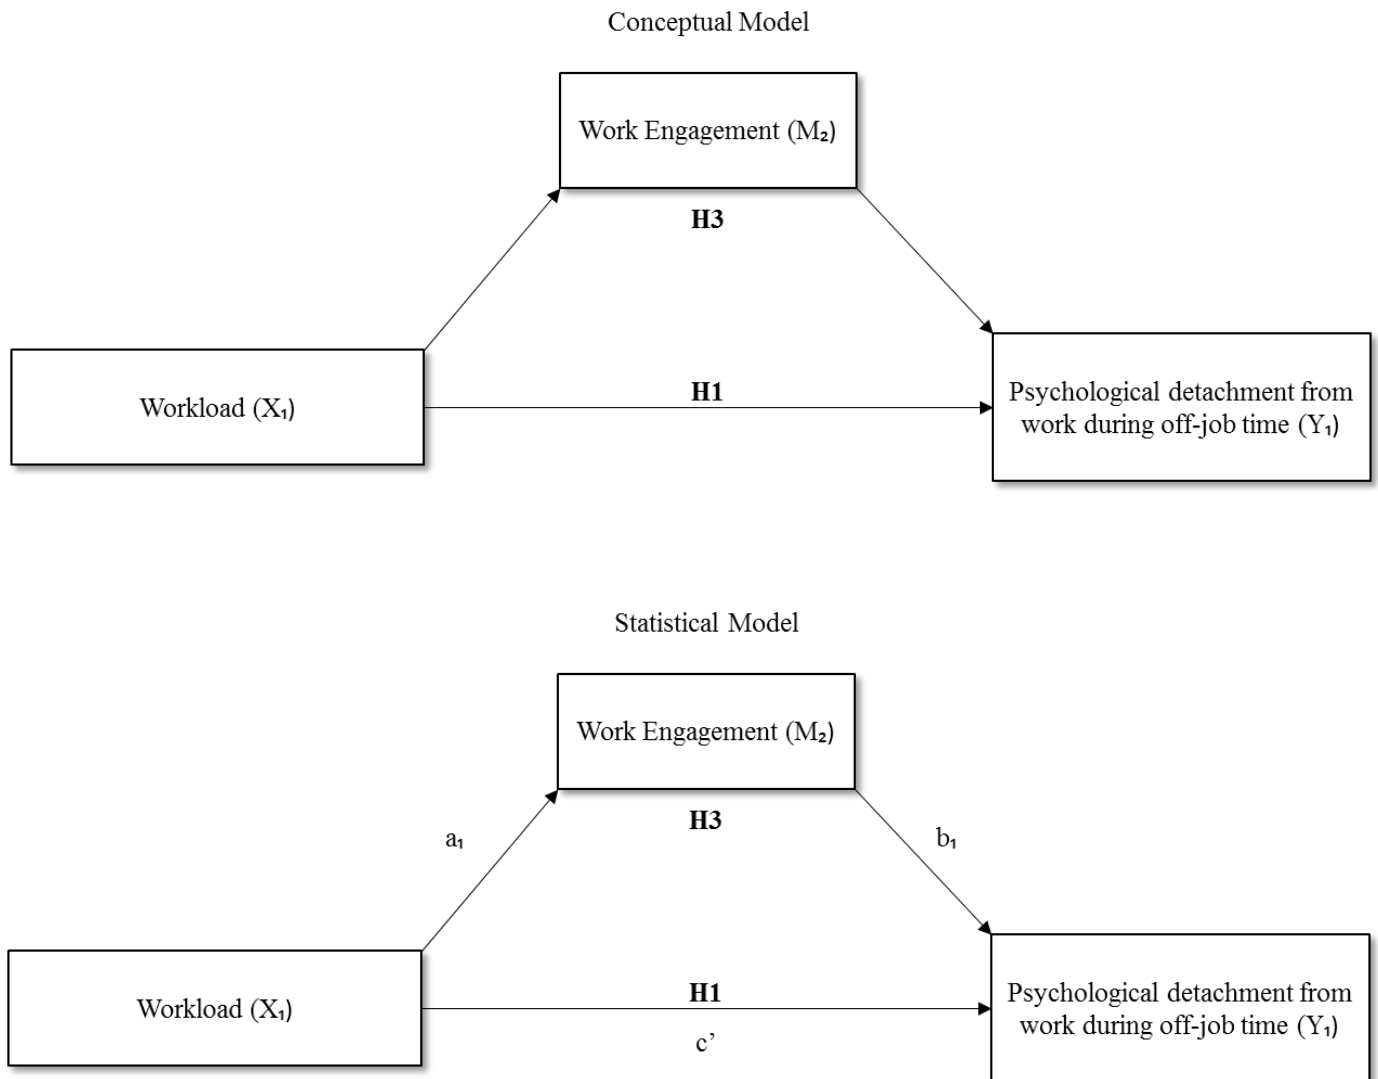 Conceptual Model
Work Engagement (M₂)
H3
Workload (X₁)
H1
Psychological detachment from
work during off-job time (Y₁)
Statistical Model
Work Engagement (M₂)
H3
a₁
b₁
Workload (X₁)
H1
c’
Psychological detachment from
work during off-job time (Y₁)